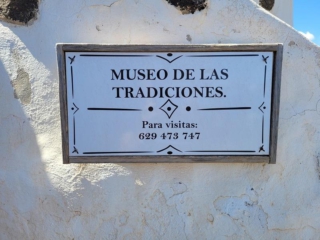 MUSEO DE LAS
TRADICIONES.
Para visitas:
629 473 747